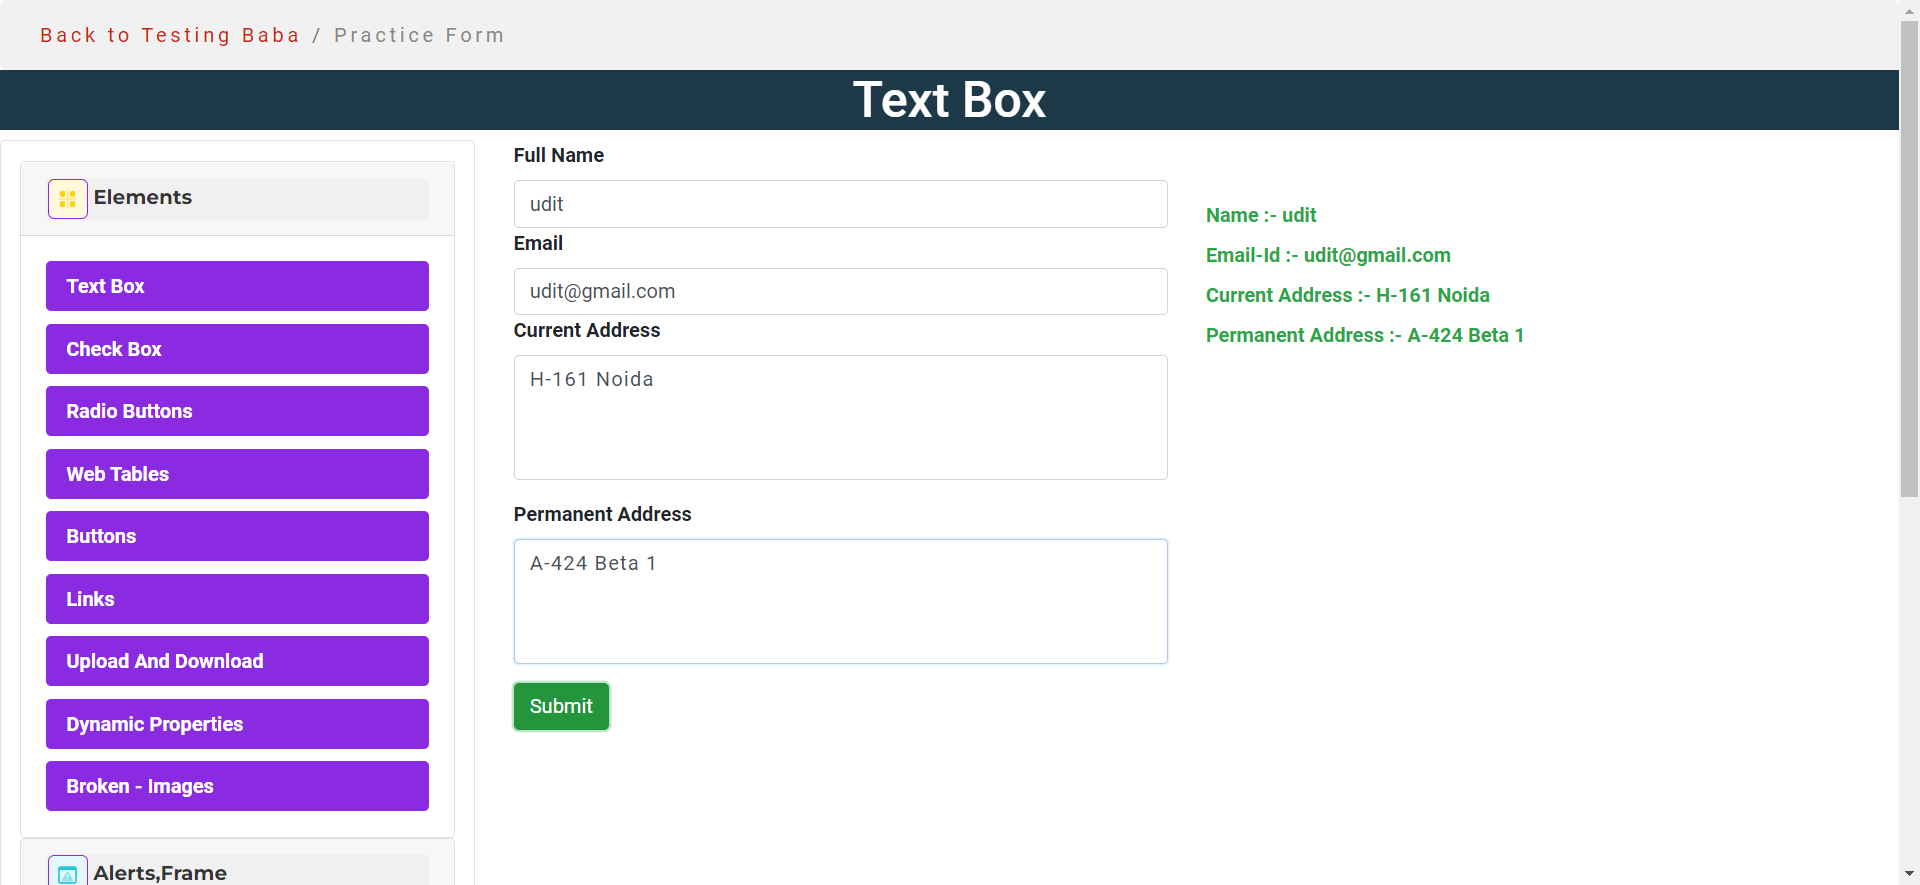 Back to Testing Baba / Practice Form
Text Box
Elements
Text Box
Check Box
Radio Buttons
Web Tables
Buttons
Links
Upload And Download
Dynamic Properties
Broken - Images
Alerts,Frame
Full Name
udit
Email
udit@gmail.com
Current Address
H-161 Noida
Permanent Address
A-424 Beta 1
Submit
Name :- udit
Email-Id :- udit@gmail.com
Current Address :- H-161 Noida
Permanent Address :- A-424 Beta 1